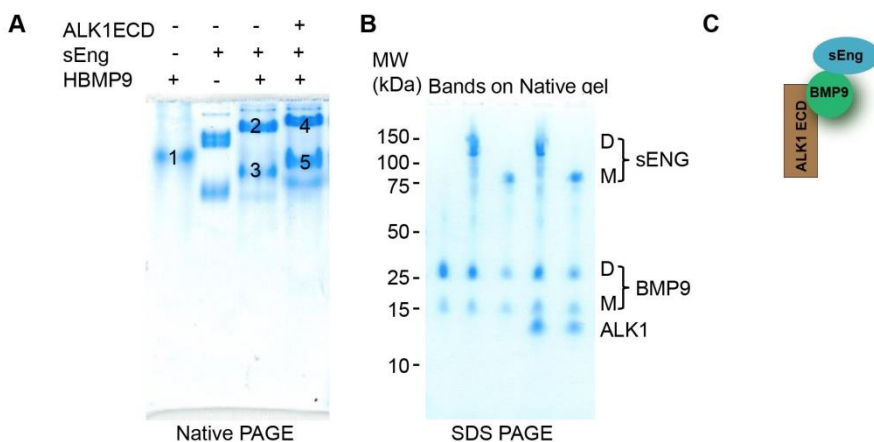 A
ALK1ECD - - - +
sEng - + + +
HBMP9 + - + +
1
2
3
4
5
Native PAGE
B
MW
(kDa) Bands on Native gel
150
100
75
50
25
15
10
D
M
sENG
D
M
BMP9
ALK1
SDS PAGE
C
sEng
BMP9
ALK1 ECD